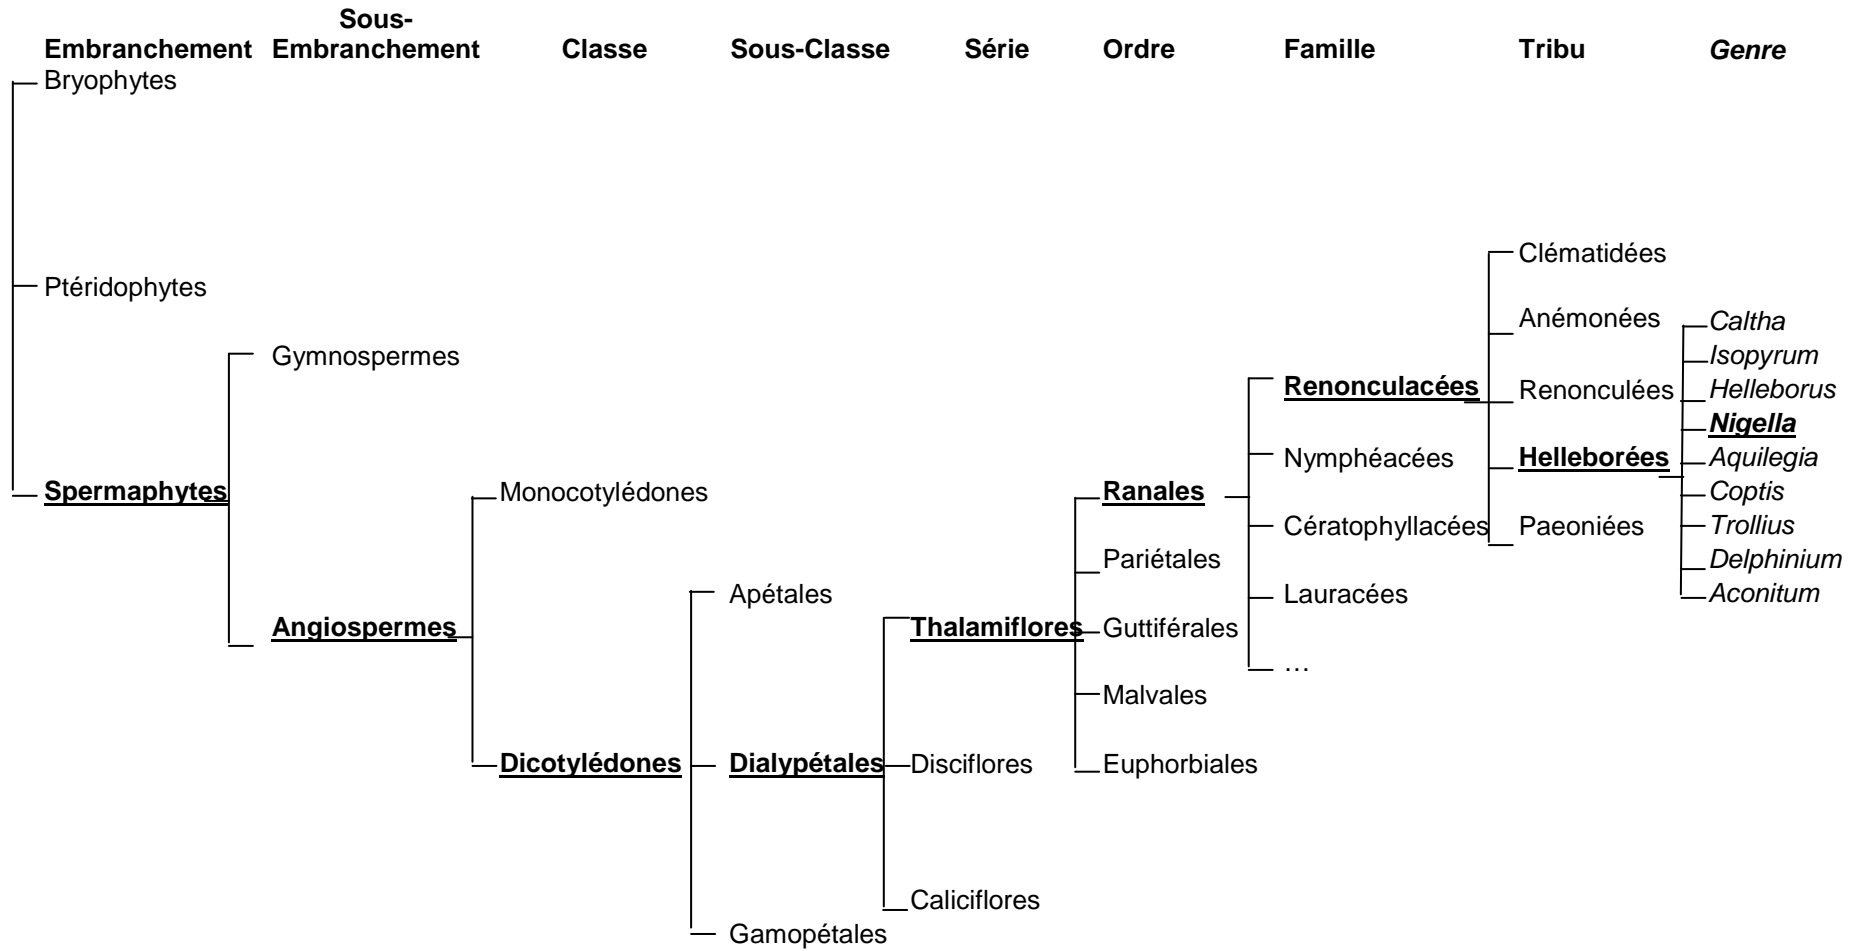 Embranchement
Sous-
Embranchement
Classe
Sous-Classe
Série
Ordre
Famille
Tribu
Genre
Bryophytes
Ptéridophytes
Spermaphytes
Gymnospermes
Angiospermes
Monocotylédones
Dicotylédones
Apétales
Dialypétales
Gamopétales
Thalamiflores
Disciflores
Caliciflores
Ranales
Pariétales
Guttiférales
Malvales
Euphorbiales
Renonculacées
Nymphéacées
Cératophyllacées
Lauracées
…
Clématidées
Anémonées
Renonculées
Helleborées
Paeoniées
Caltha
Isopyrum
Helleborus
Nigella
Aquilegia
Coptis
Trollius
Delphinium
Aconitum